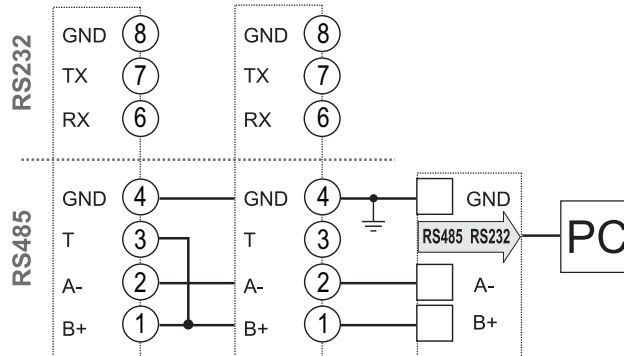 RS232
GND 8 GND 8
TX 7 TX 7
RX 6 RX 6
RS485
GND 4 GND 4 GND
T 3 T 3 RS485 RS232 PC
A- 2 A- 2 A-
B+ 1 B+ 1 B+